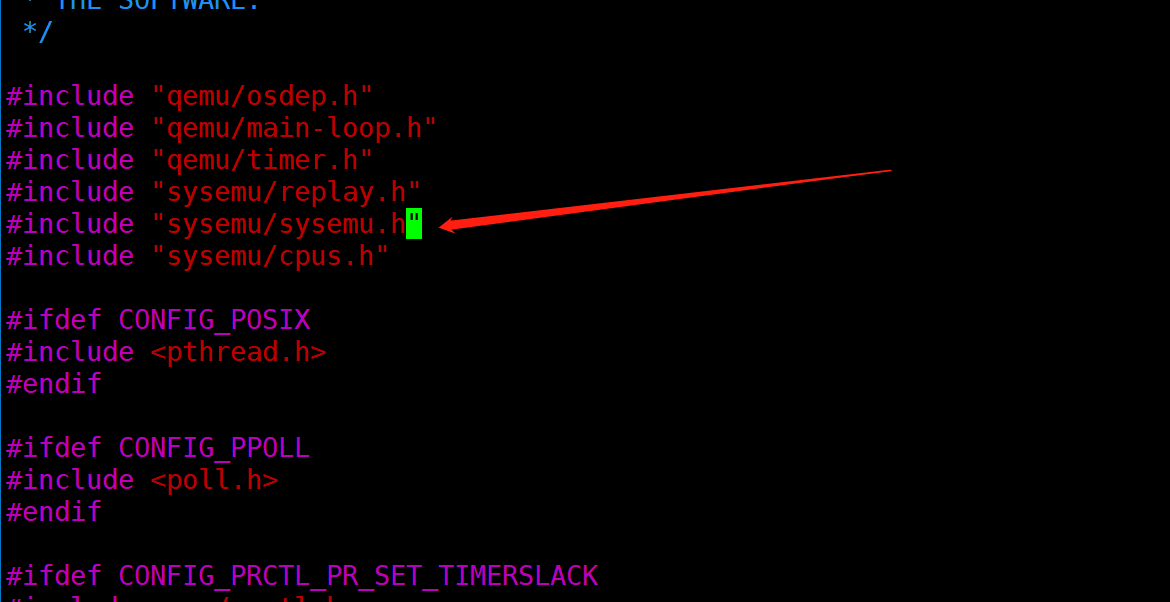 * THE SOFTWARE.
*/
#include "qemu/osdep.h"
#include "qemu/main-loop.h"
#include "qemu/timer.h"
#include "sysemu/replay.h"
#include "sysemu/sysemu.h"
#include "sysemu/cpus.h"
#ifdef CONFIG_POSIX
#include <pthread.h>
#endif
#ifdef CONFIG_PPOLL
#include <poll.h>
#endif
#ifdef CONFIG_PRCTL_PR_SET_TIMERSLACK